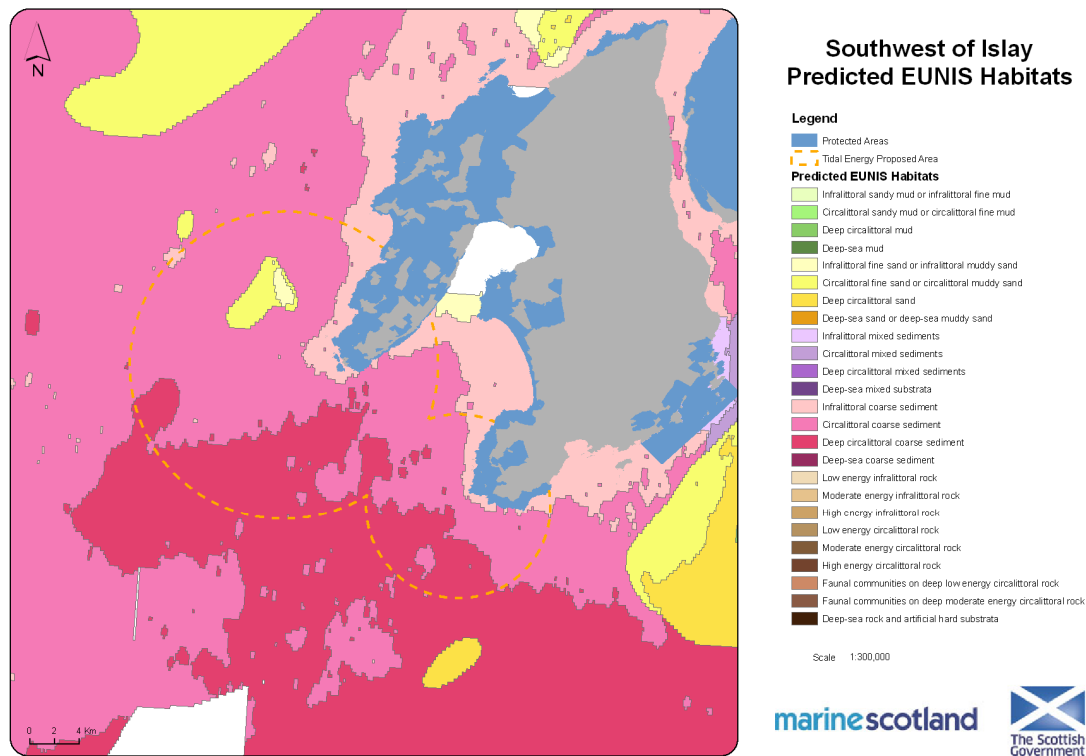 N
0 2 4 Km
Southwest of Islay
Predicted EUNIS Habitats
Legend
Protected Areas
Tidal Energy Proposed Area
Predicted EUNIS Habitats
Infralittoral sandy mud or infralittoral fine mud
Circalittoral sandy mud or circalittoral fine mud
Deep circalittoral mud
Deep-sea mud
Infralittoral fine sand or infralittoral muddy sand
Circalittoral fine sand or circalittoral muddy sand
Deep circalittoral sand
Deep-sea sand or deep-sea muddy sand
Infralittoral mixed sediments
Circalittoral mixed sediments
Deep circalittoral mixed sediments
Deep-sea mixed substrata
Infralittoral coarse sediment
Circalittoral coarse sediment
Deep circalittoral coarse sediment
Deep-sea coarse sediment
Low energy infralittoral rock
Moderate energy infralittoral rock
High energy infralittoral rock
Low energy circalittoral rock
Moderate energy circalittoral rock
High energy circalittoral rock
Faunal communities on deep low energy circalittoral rock
Faunal communities on deep moderate energy circalittoral rock
Deep-sea rock and artificial hard substrata
Scale 1:300,000
marinescotland
The Scottish
Government